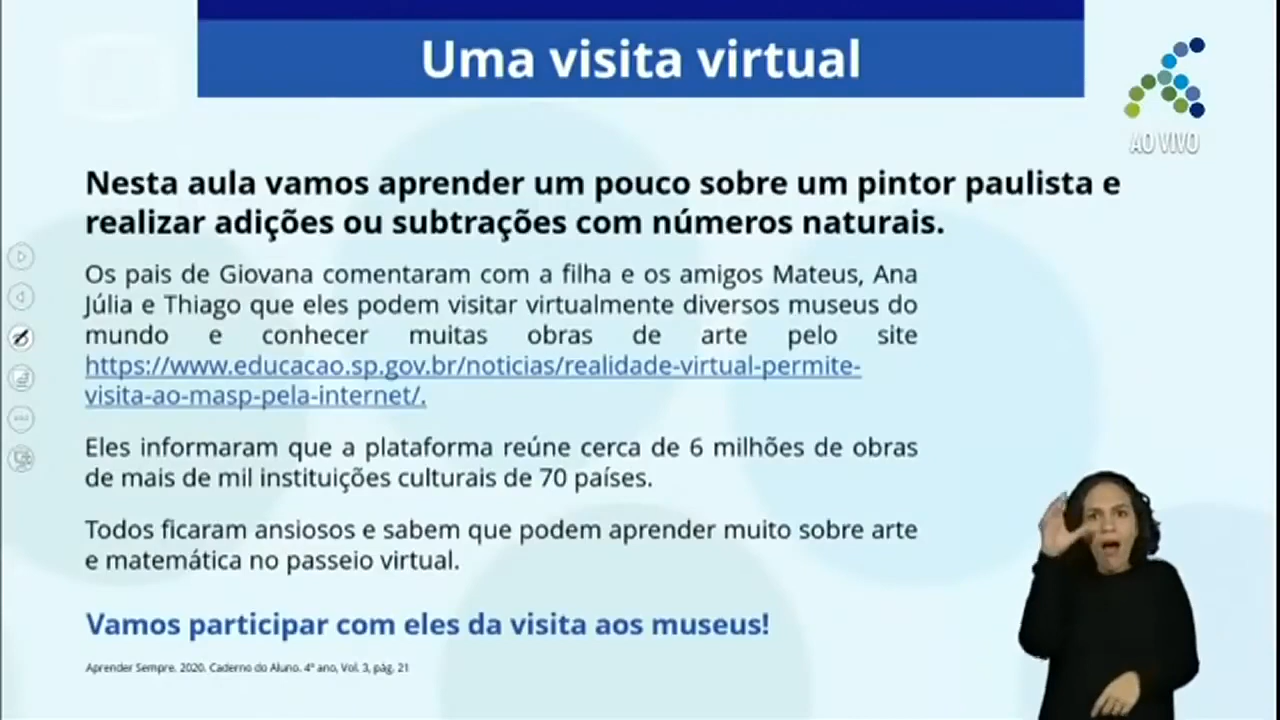 Uma visita virtual
AO VIVO
Nesta aula vamos aprender um pouco sobre um pintor paulista e
realizar adições ou subtrações com números naturais.
Os pais de Giovana comentaram com a filha e os amigos Mateus, Ana
Júlia e Thiago que eles podem visitar virtualmente diversos museus do
mundo e conhecer muitas obras de arte pelo site
https://www.educacao.sp.gov.br/noticias/realidade-virtual-permite-
visita-ao-masp-pela-internet/.
Eles informaram que a plataforma reúne cerca de 6 milhões de obras
de mais de mil instituições culturais de 70 países.
Todos ficaram ansiosos e sabem que podem aprender muito sobre arte
e matemática no passeio virtual.
Vamos participar com eles da visita aos museus!
Aprender Sempre. 2020. Caderno do Aluno. 4º ano, Vol. 3, pág. 21